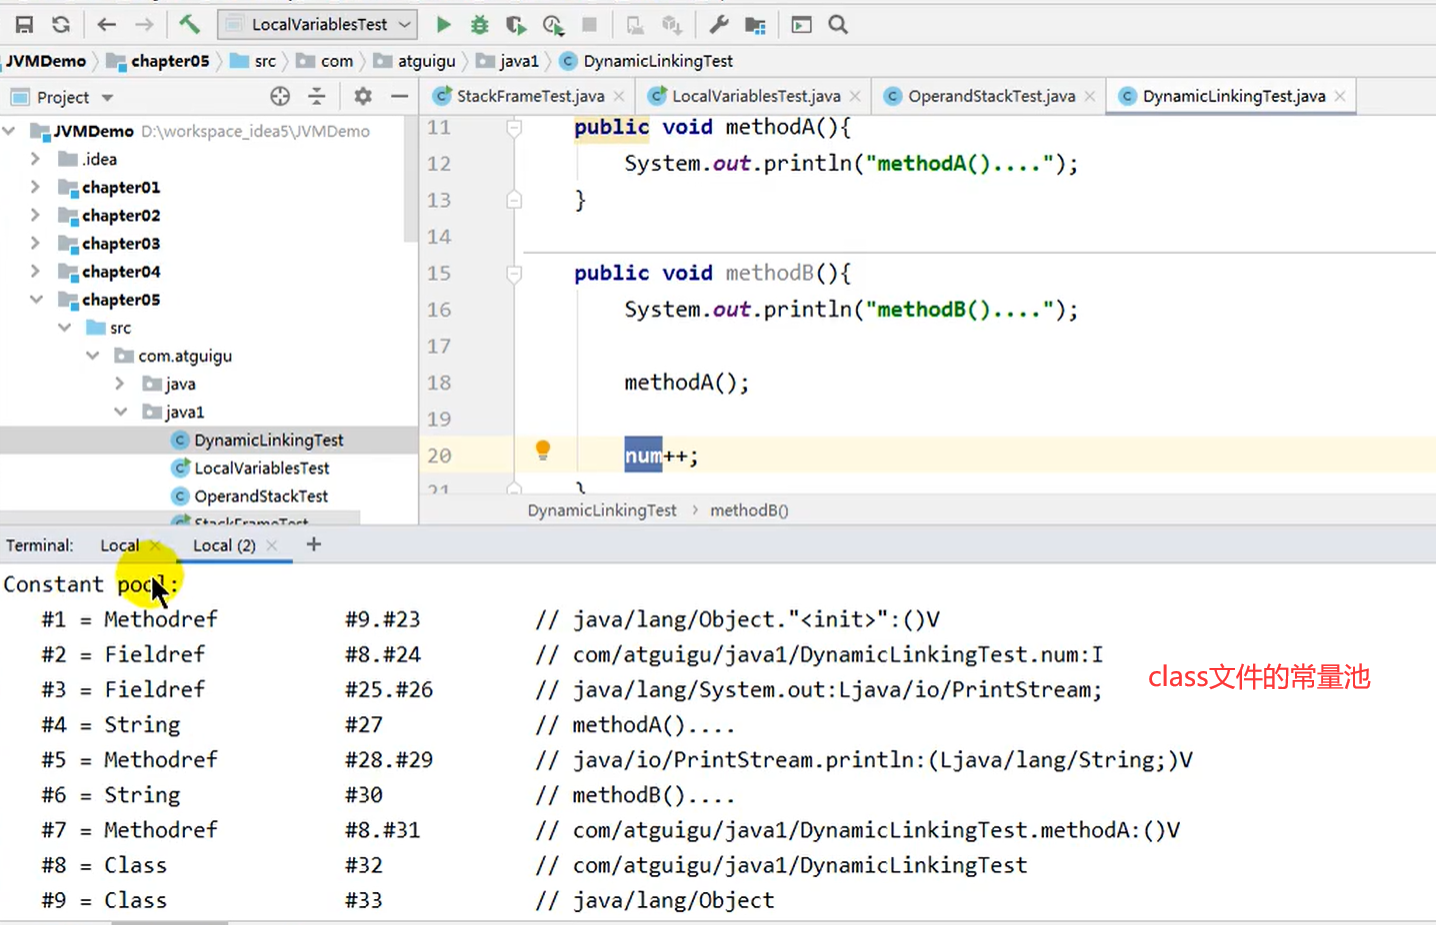 LocalVariablesTest
JVMDemo chapter05 src com atguigu java1 DynamicLinkingTest
Project
StackFrameTest.java LocalVariablesTest.java OperandStackTest.java DynamicLinkingTest.java
JVMDemo D:\workspace_idea5\JVMDemo
.idea
chapter01
chapter02
chapter03
chapter04
chapter05
src
com.atguigu
java
java1
DynamicLinkingTest
LocalVariablesTest
OperandStackTest
StackFrameTest
11 public void methodA(){
12 System.out.println("methodA()....");
13 }
14
15 public void methodB(){
16 System.out.println("methodB()....");
17
18 methodA();
19
20 num++;
21 }
DynamicLinkingTest › methodB()
Terminal: Local Local (2) +
Constant pool:
#1 = Methodref #9.#23 // java/lang/Object."<init>":()V
#2 = Fieldref #8.#24 // com/atguigu/java1/DynamicLinkingTest.num:I
#3 = Fieldref #25.#26 // java/lang/System.out:Ljava/io/PrintStream;
class文件的常量池
#4 = String #27 // methodA()....
#5 = Methodref #28.#29 // java/io/PrintStream.println:(Ljava/lang/String;)V
#6 = String #30 // methodB()....
#7 = Methodref #8.#31 // com/atguigu/java1/DynamicLinkingTest.methodA:()V
#8 = Class #32 // com/atguigu/java1/DynamicLinkingTest
#9 = Class #33 // java/lang/Object